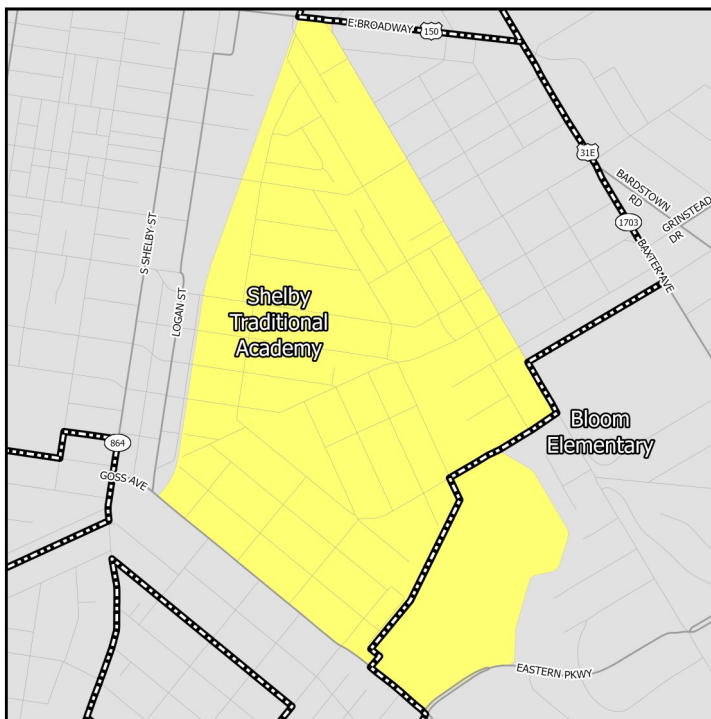 E BROADWAY
150
31E
BARDSTOWN
RD
GRINSTEAD
DR
1703
BAXTER AVE
S SHELBY ST
LOGAN ST
Shelby
Traditional
Academy
Bloom
Elementary
864
GOSS AVE
EASTERN PKWY